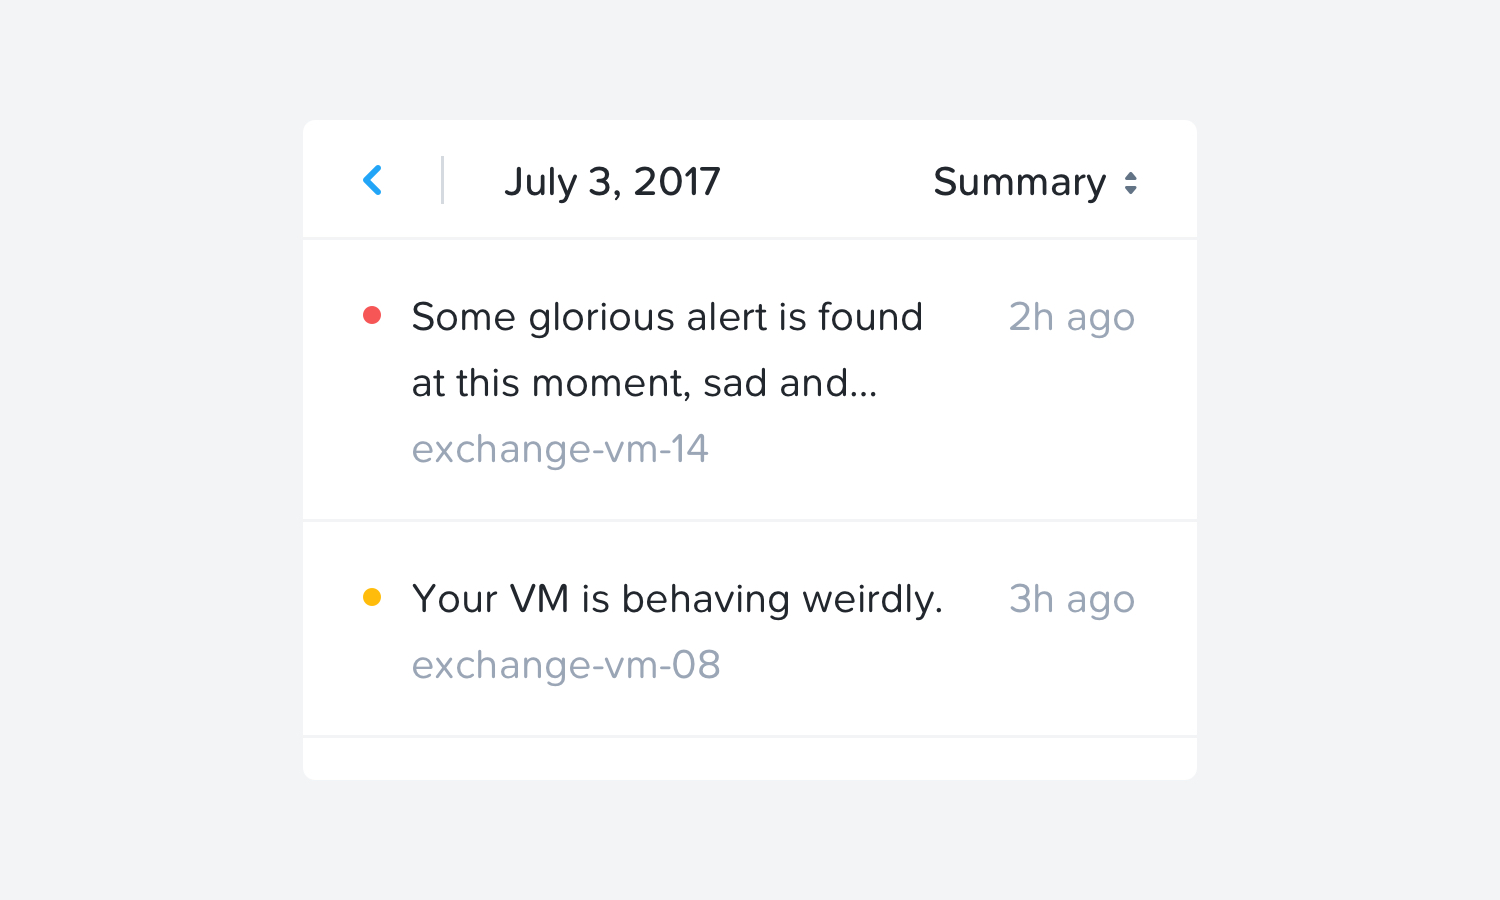 July 3, 2017
Summary
Some glorious alert is found
2h ago
at this moment, sad and...
exchange-vm-14
Your VM is behaving weirdly.
3h ago
exchange-vm-08